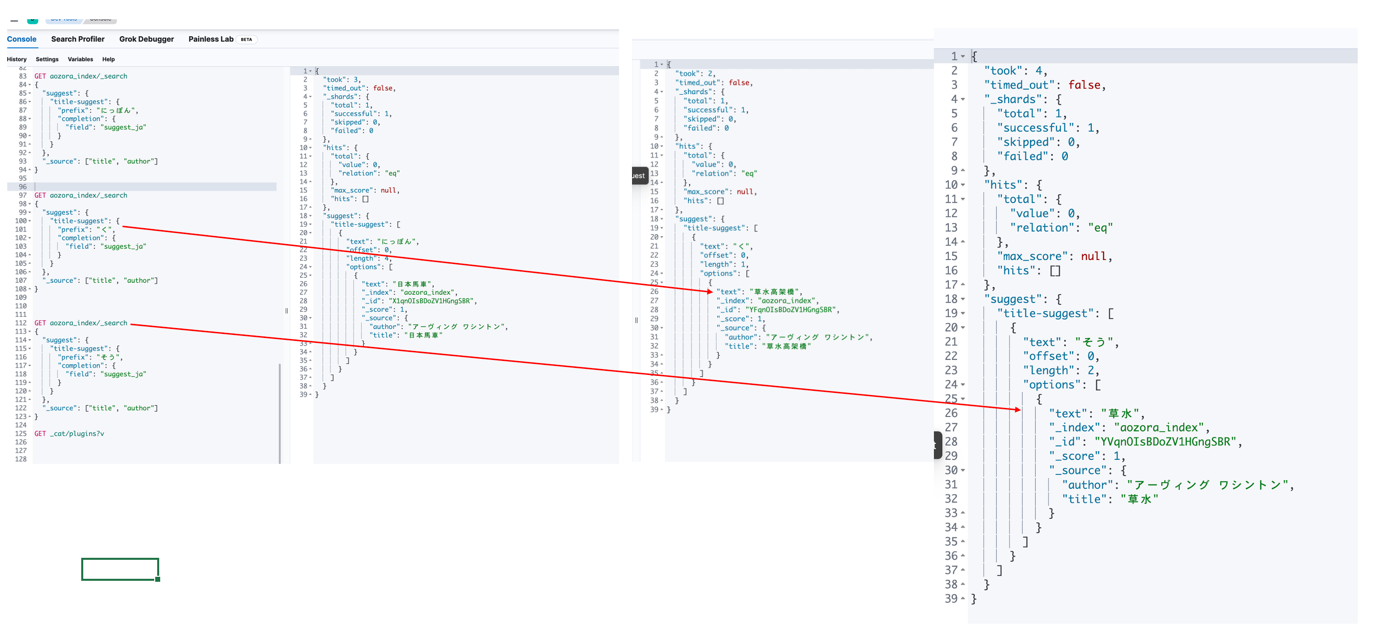 Console
Search Profiler
Grok Debugger
Painless Lab
BETA
History
Settings
Variables
Help
82
83 GET aozora_index/_search
84 {
85 "suggest": {
86 "title-suggest": {
87 "prefix": "にっぽん",
88 "completion": {
89 "field": "suggest_ja"
90 }
91 }
92 },
93 "_source": ["title", "author"]
94 }
95
96
97 GET aozora_index/_search
98 {
99 "suggest": {
100 "title-suggest": {
101 "prefix": "く",
102 "completion": {
103 "field": "suggest_ja"
104 }
105 }
106 },
107 "_source": ["title", "author"]
108 }
109
110
111
112 GET aozora_index/_search
113 {
114 "suggest": {
115 "title-suggest": {
116 "prefix": "そう",
117 "completion": {
118 "field": "suggest_ja"
119 }
120 }
121 },
122 "_source": ["title", "author"]
123 }
124
125 GET _cat/plugins?v
126
127
128
1 {
2 "took": 3,
3 "timed_out": false,
4 "_shards": {
5 "total": 1,
6 "successful": 1,
7 "skipped": 0,
8 "failed": 0
9 },
10 "hits": {
11 "total": {
12 "value": 0,
13 "relation": "eq"
14 },
15 "max_score": null,
16 "hits": []
17 },
18 "suggest": {
19 "title-suggest": [
20 {
21 "text": "にっぽん",
22 "offset": 0,
23 "length": 4,
24 "options": [
25 {
26 "text": "日本馬車",
27 "_index": "aozora_index",
28 "_id": "X1qnOIsBDoZV1HGngSBR",
29 "_score": 1,
30 "_source": {
31 "author": "アーヴィング ワシントン",
32 "title": "日本馬車"
33 }
34 }
35 ]
36 }
37 ]
38 }
39 }
uest
1 {
2 "took": 2,
3 "timed_out": false,
4 "_shards": {
5 "total": 1,
6 "successful": 1,
7 "skipped": 0,
8 "failed": 0
9 },
10 "hits": {
11 "total": {
12 "value": 0,
13 "relation": "eq"
14 },
15 "max_score": null,
16 "hits": []
17 },
18 "suggest": {
19 "title-suggest": [
20 {
21 "text": "く",
22 "offset": 0,
23 "length": 1,
24 "options": [
25 {
26 "text": "草水高架橋",
27 "_index": "aozora_index",
28 "_id": "YFqnOIsBDoZV1HGngSBR",
29 "_score": 1,
30 "_source": {
31 "author": "アーヴィング ワシントン",
32 "title": "草水高架橋"
33 }
34 }
35 ]
36 }
37 ]
38 }
39 }
1 {
2 "took": 4,
3 "timed_out": false,
4 "_shards": {
5 "total": 1,
6 "successful": 1,
7 "skipped": 0,
8 "failed": 0
9 },
10 "hits": {
11 "total": {
12 "value": 0,
13 "relation": "eq"
14 },
15 "max_score": null,
16 "hits": []
17 },
18 "suggest": {
19 "title-suggest": [
20 {
21 "text": "そう",
22 "offset": 0,
23 "length": 2,
24 "options": [
25 {
26 "text": "草水",
27 "_index": "aozora_index",
28 "_id": "YVqnOIsBDoZV1HGngSBR",
29 "_score": 1,
30 "_source": {
31 "author": "アーヴィング ワシントン",
32 "title": "草水"
33 }
34 }
35 ]
36 }
37 ]
38 }
39 }